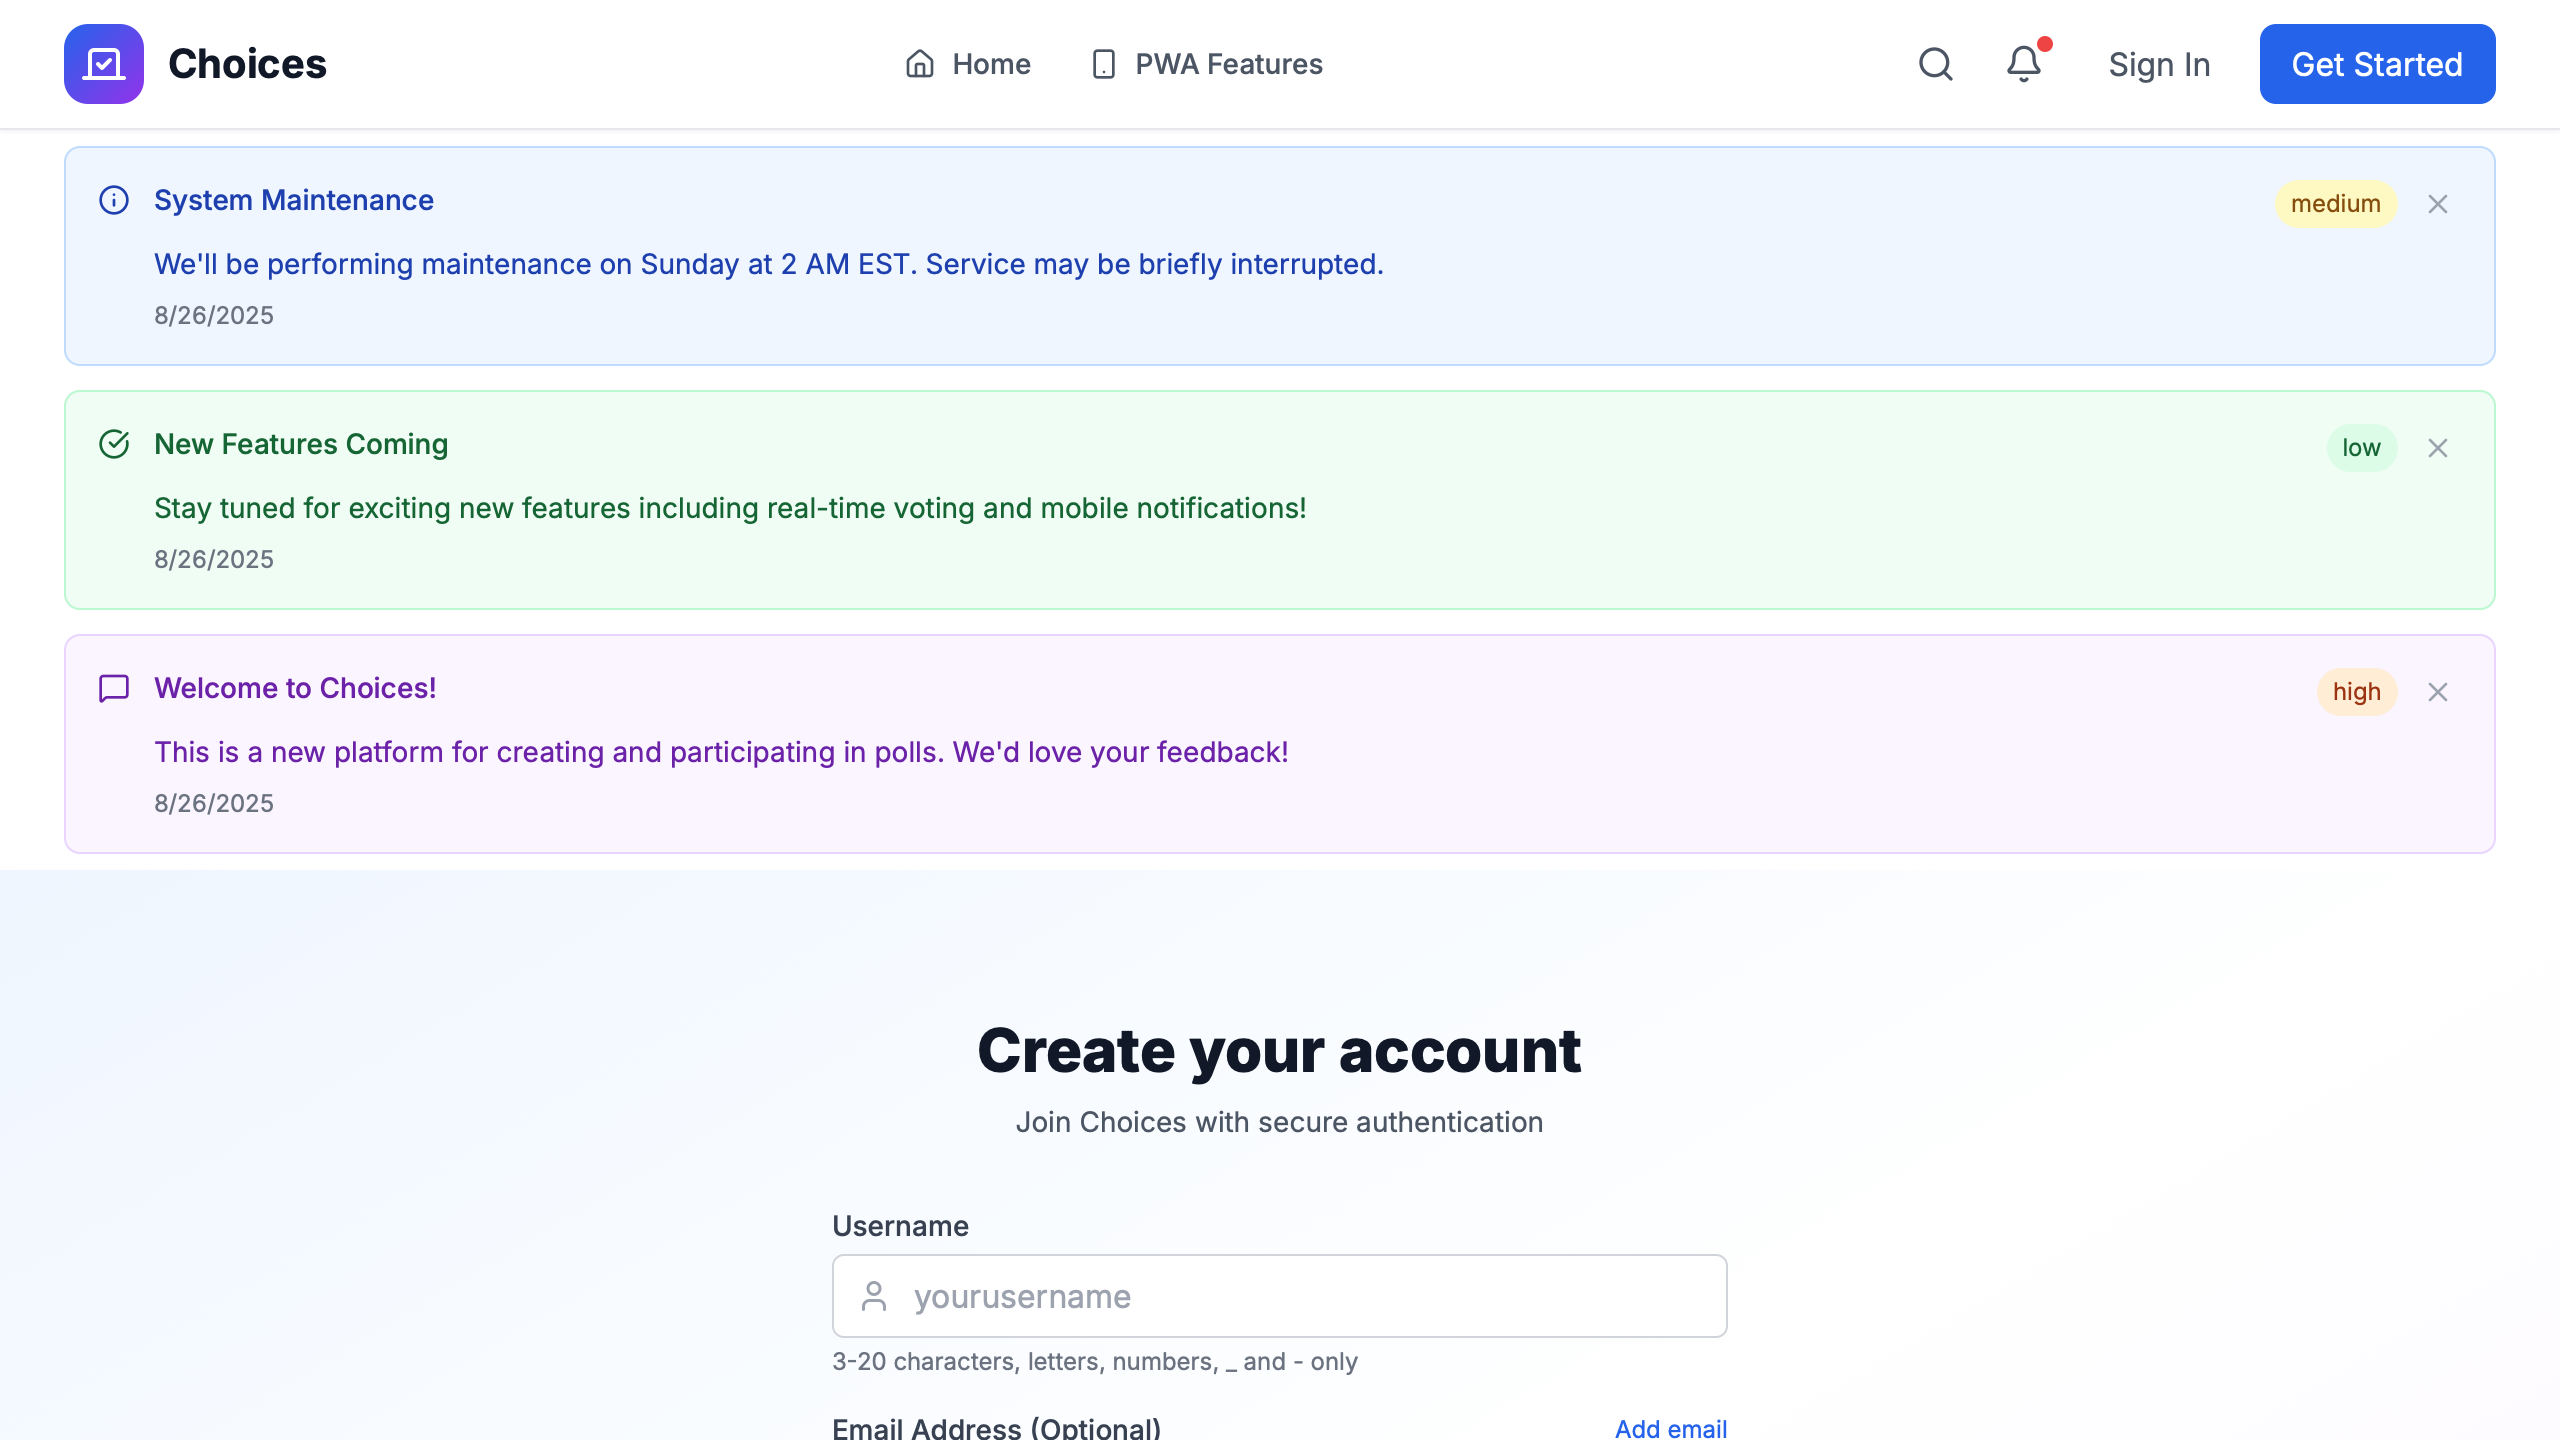 Choices
Home
PWA Features
Sign In
Get Started
System Maintenance
medium
We'll be performing maintenance on Sunday at 2 AM EST. Service may be briefly interrupted.
8/26/2025
New Features Coming
low
Stay tuned for exciting new features including real-time voting and mobile notifications!
8/26/2025
Welcome to Choices!
high
This is a new platform for creating and participating in polls. We'd love your feedback!
8/26/2025
Create your account
Join Choices with secure authentication
Username
yourusername
3-20 characters, letters, numbers, _ and - only
Email Address (Optional)
Add email